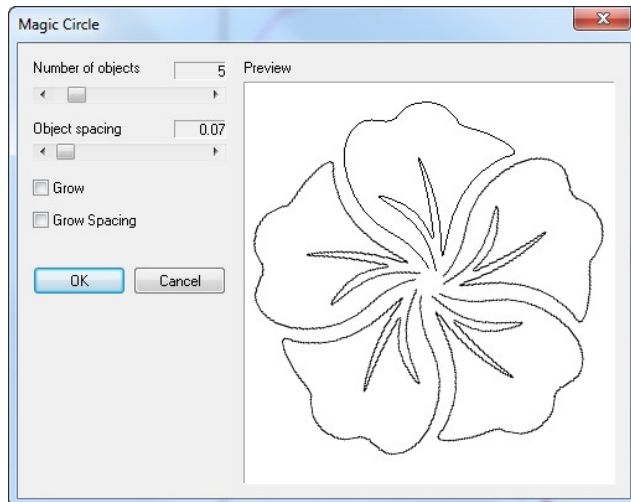 Magic Circle
Number of objects 5
Preview
Object spacing 0.07
Grow
Grow Spacing
OK Cancel